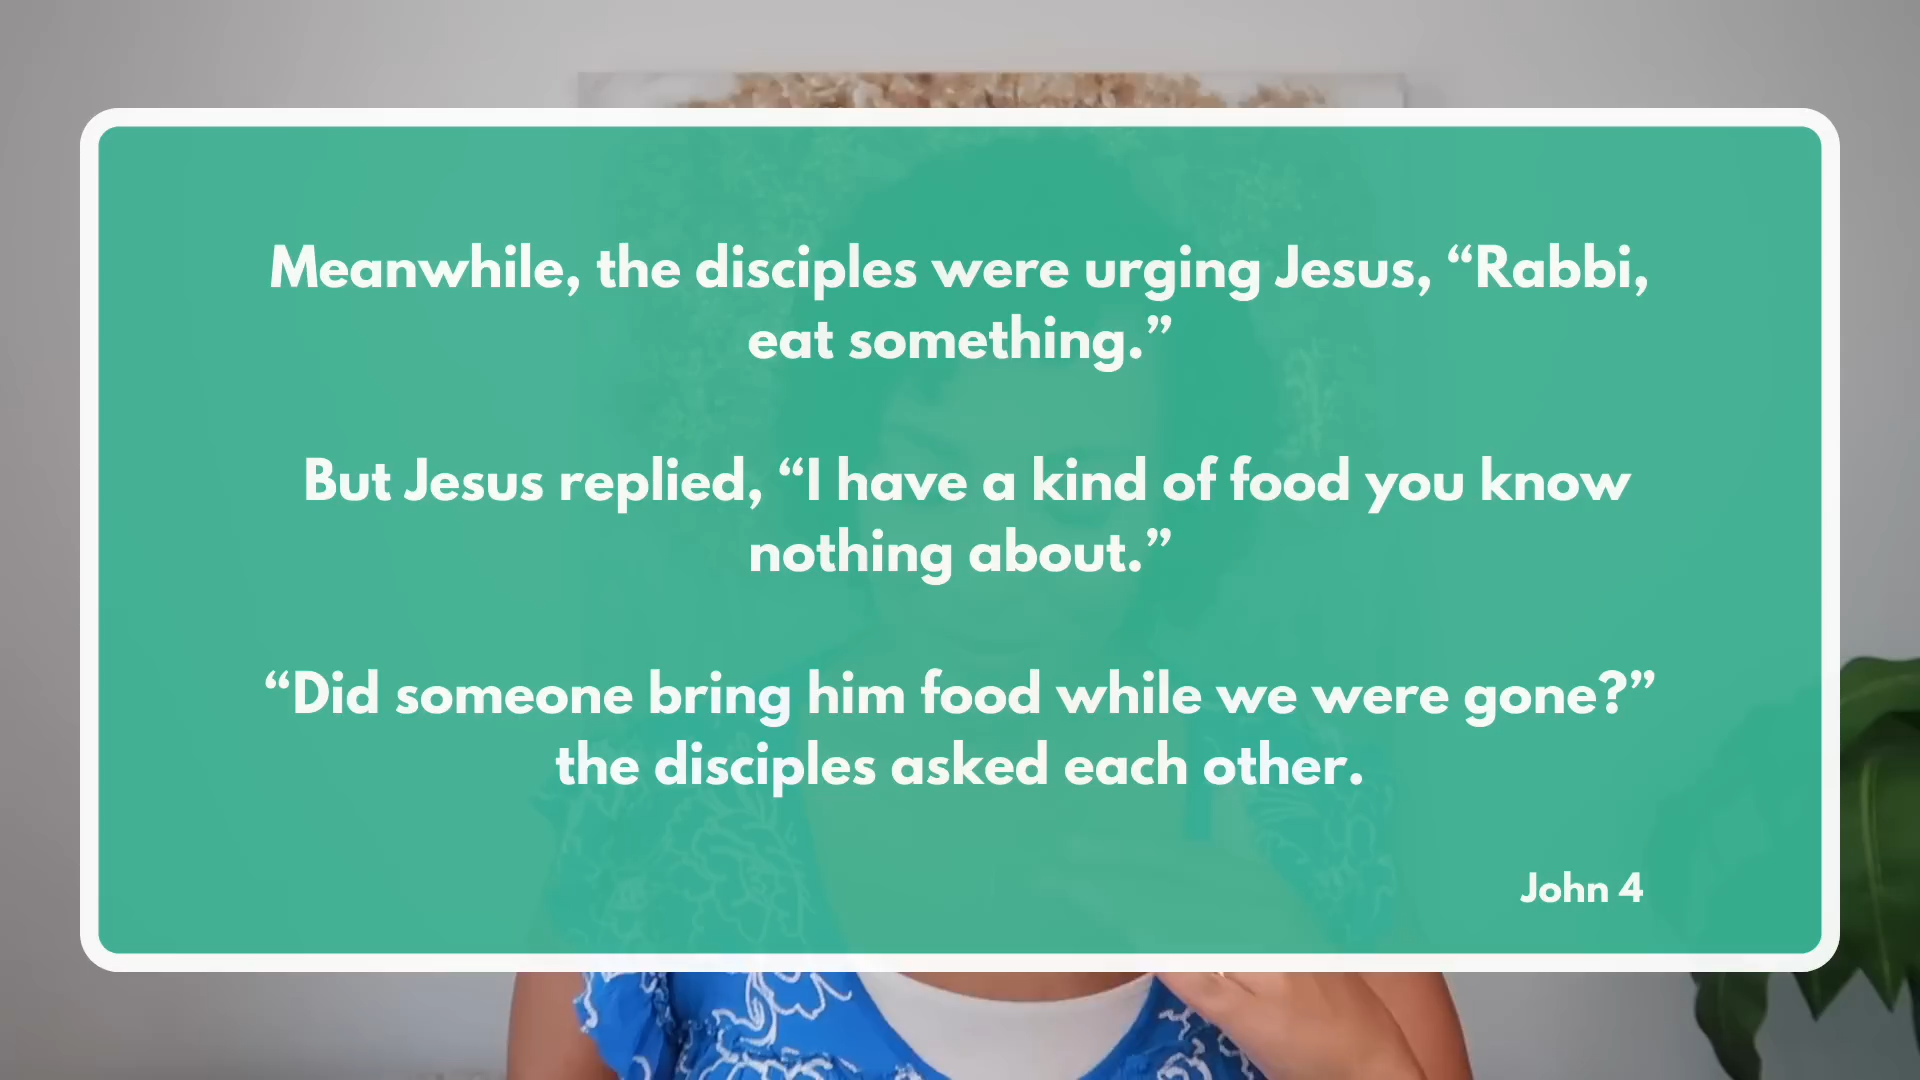 Meanwhile, the disciples were urging Jesus, “Rabbi,
eat something.”
But Jesus replied, “I have a kind of food you know
nothing about.”
“Did someone bring him food while we were gone?”
the disciples asked each other.
John 4